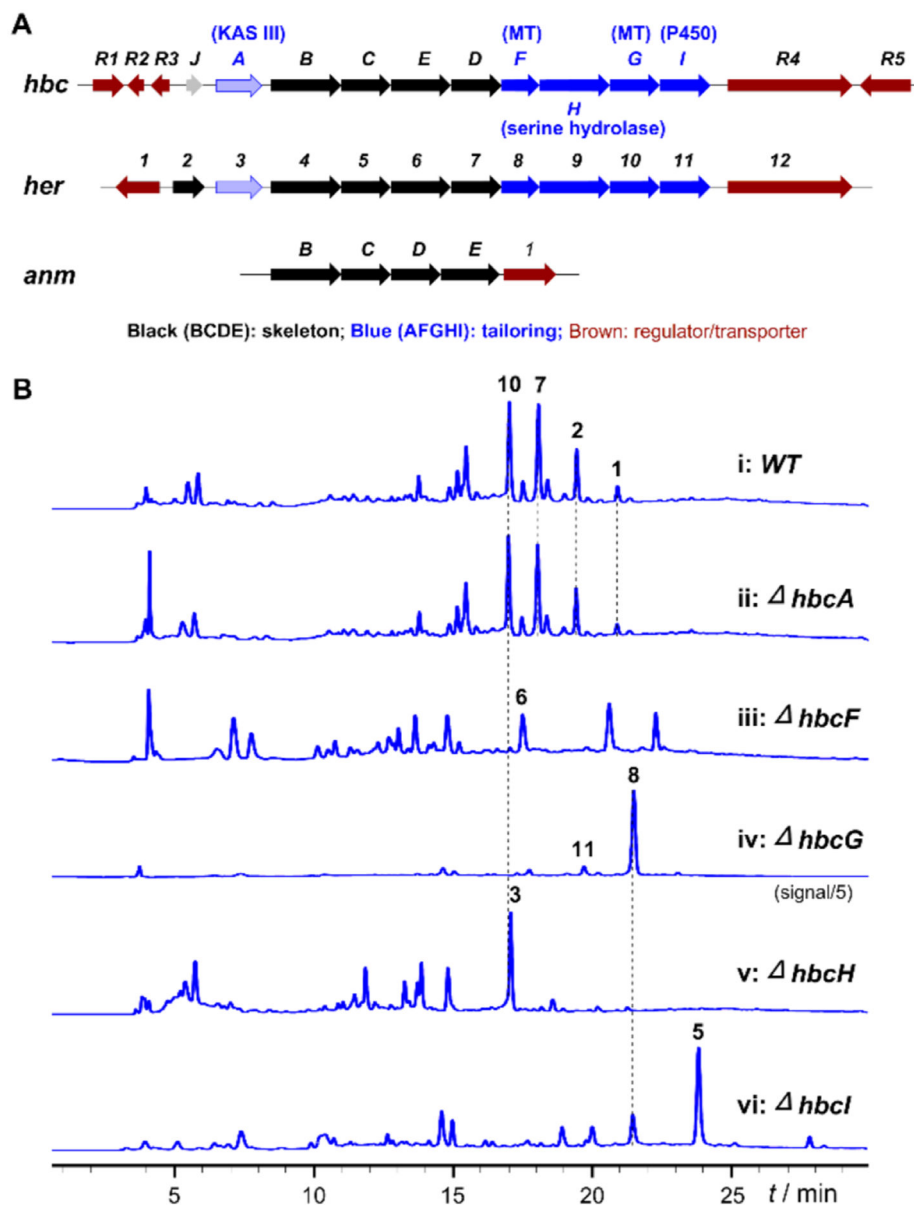 A
(KAS III) (MT) (MT) (P450)
R1 R2 R3 J A B C E D F G I R4 R5
hbc
H
(serine hydrolase)
1 2 3 4 5 6 7 8 9 10 11 12
her
B C D E 1
anm
Black (BCDE): skeleton; Blue (AFGHI): tailoring; Brown: regulator/transporter
B
10 7 2 1
i: WT
ii: Δ hbcA
6
iii: Δ hbcF
8
11
iv: Δ hbcG
(signal/5)
3
v: Δ hbcH
5
vi: Δ hbcI
5 10 15 20 25 t / min